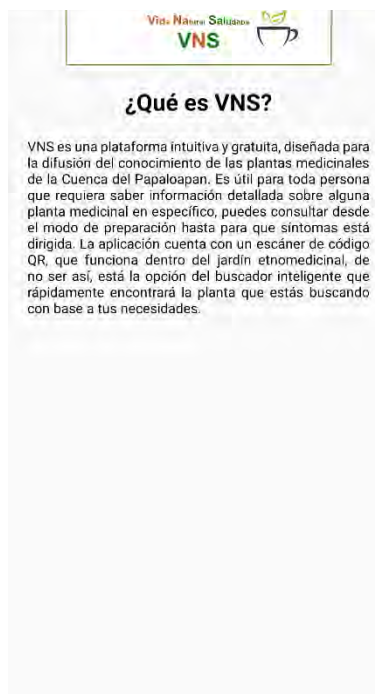 Vida Natural Saludable
VNS
¿Qué es VNS?
VNS es una plataforma intuitiva y gratuita, diseñada para
la difusión del conocimiento de las plantas medicinales
de la Cuenca del Papaloapan. Es útil para toda persona
que requiera saber información detallada sobre alguna
planta medicinal en específico, puedes consultar desde
el modo de preparación hasta para que síntomas está
dirigida. La aplicación cuenta con un escáner de código
QR, que funciona dentro del jardín etnomedicinal, de
no ser así, está la opción del buscador inteligente que
rápidamente encontrará la planta que estás buscando
con base a tus necesidades.